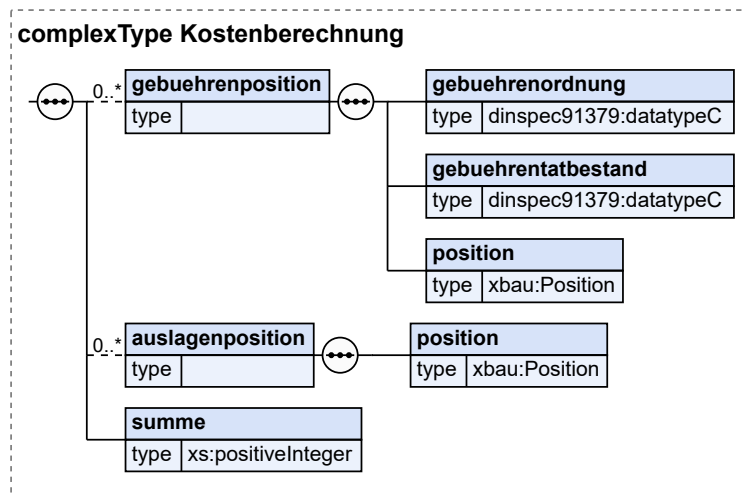 complexType Kostenberechnung
0..*
gebuehrenposition
type
gebuehrenordnung
type dinspec91379:datatypeC
gebuehrentatbestand
type dinspec91379:datatypeC
position
type xbau:Position
0..*
auslagenposition
type
position
type xbau:Position
summe
type xs:positiveInteger